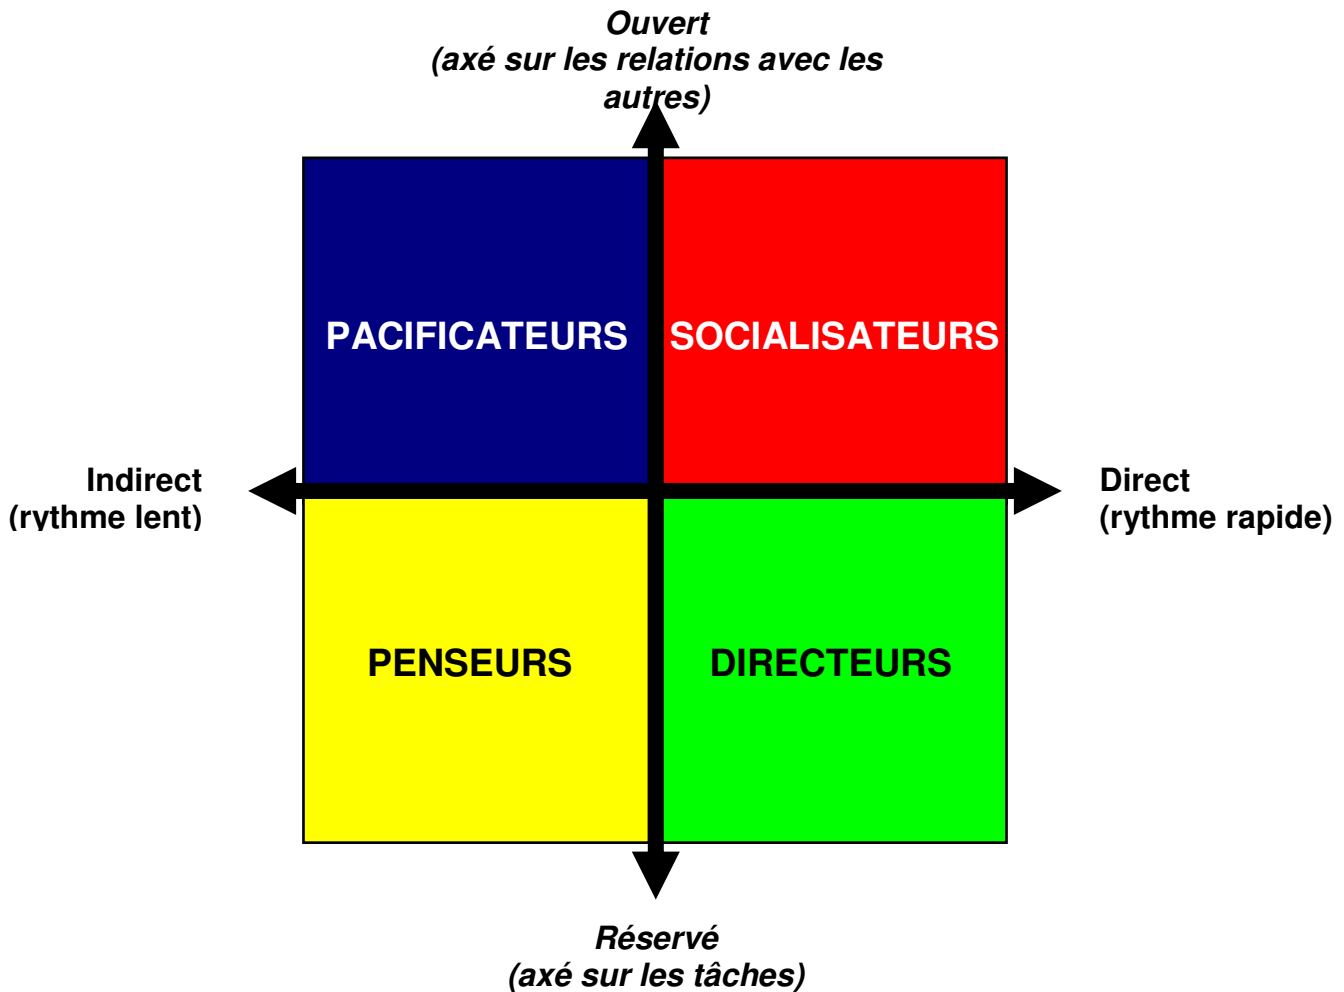 Ouvert
(axé sur les relations avec les
autres)
PACIFICATEURS
SOCIALISATEURS
Indirect
(rythme lent)
Direct
(rythme rapide)
PENSEURS
DIRECTEURS
Réservé
(axé sur les tâches)